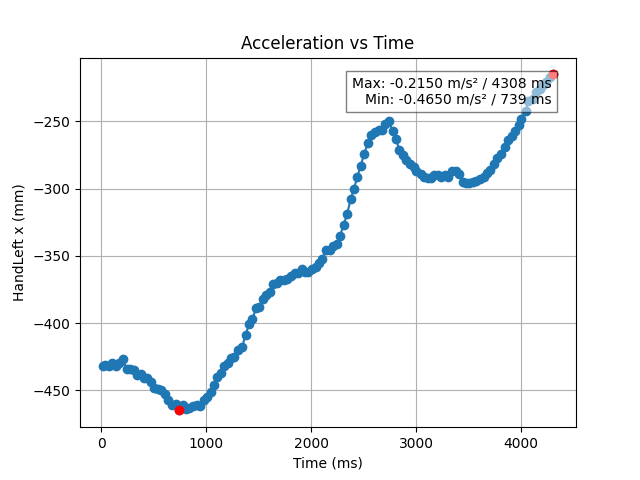 Acceleration vs Time
Max: -0.2150 m/s² / 4308 ms
Min: -0.4650 m/s² / 739 ms
HandLeft x (mm)
−250
−300
−350
−400
−450
0 1000 2000 3000 4000
Time (ms)